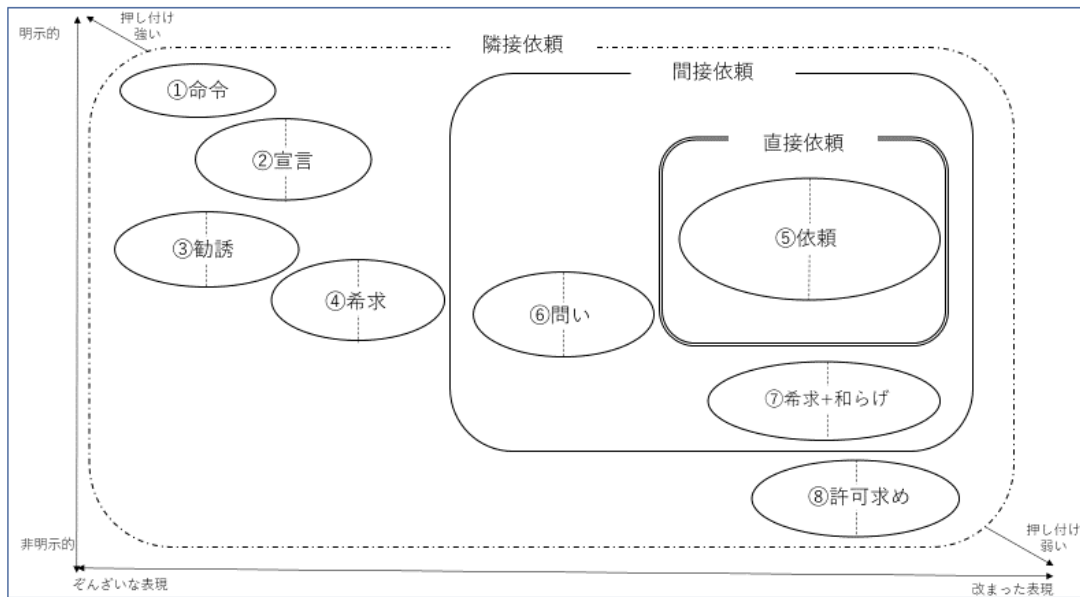 明示的
押し付け
強い
隣接依頼
間接依頼
直接依頼
①命令
②宣言
③勧誘
④希求
⑤依頼
⑥問い
⑦希求+和らげ
⑧許可求め
押し付け
弱い
非明示的
ぞんざいな表現
改まった表現